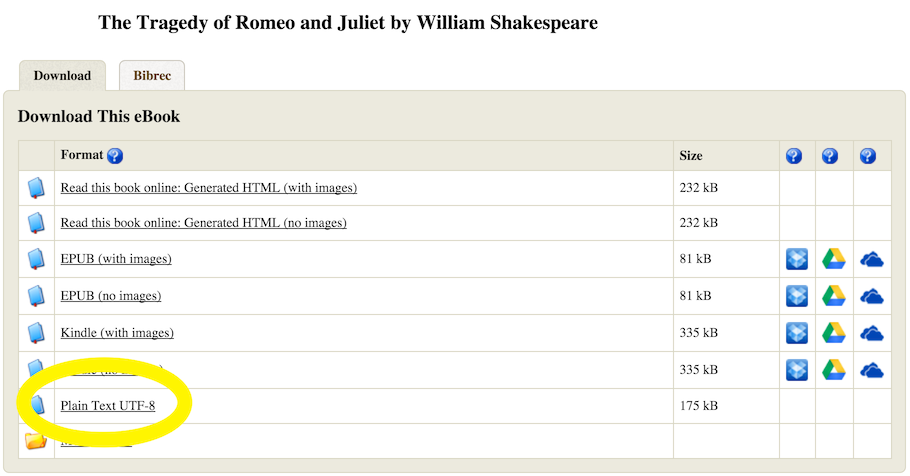 The Tragedy of Romeo and Juliet by William Shakespeare
Download Bibrec
Download This eBook
Format ? Size ? ? ?
Read this book online: Generated HTML (with images) 232 kB
Read this book online: Generated HTML (no images) 232 kB
EPUB (with images) 81 kB
EPUB (no images) 81 kB
Kindle (with images) 335 kB
335 kB
Plain Text UTF-8 175 kB